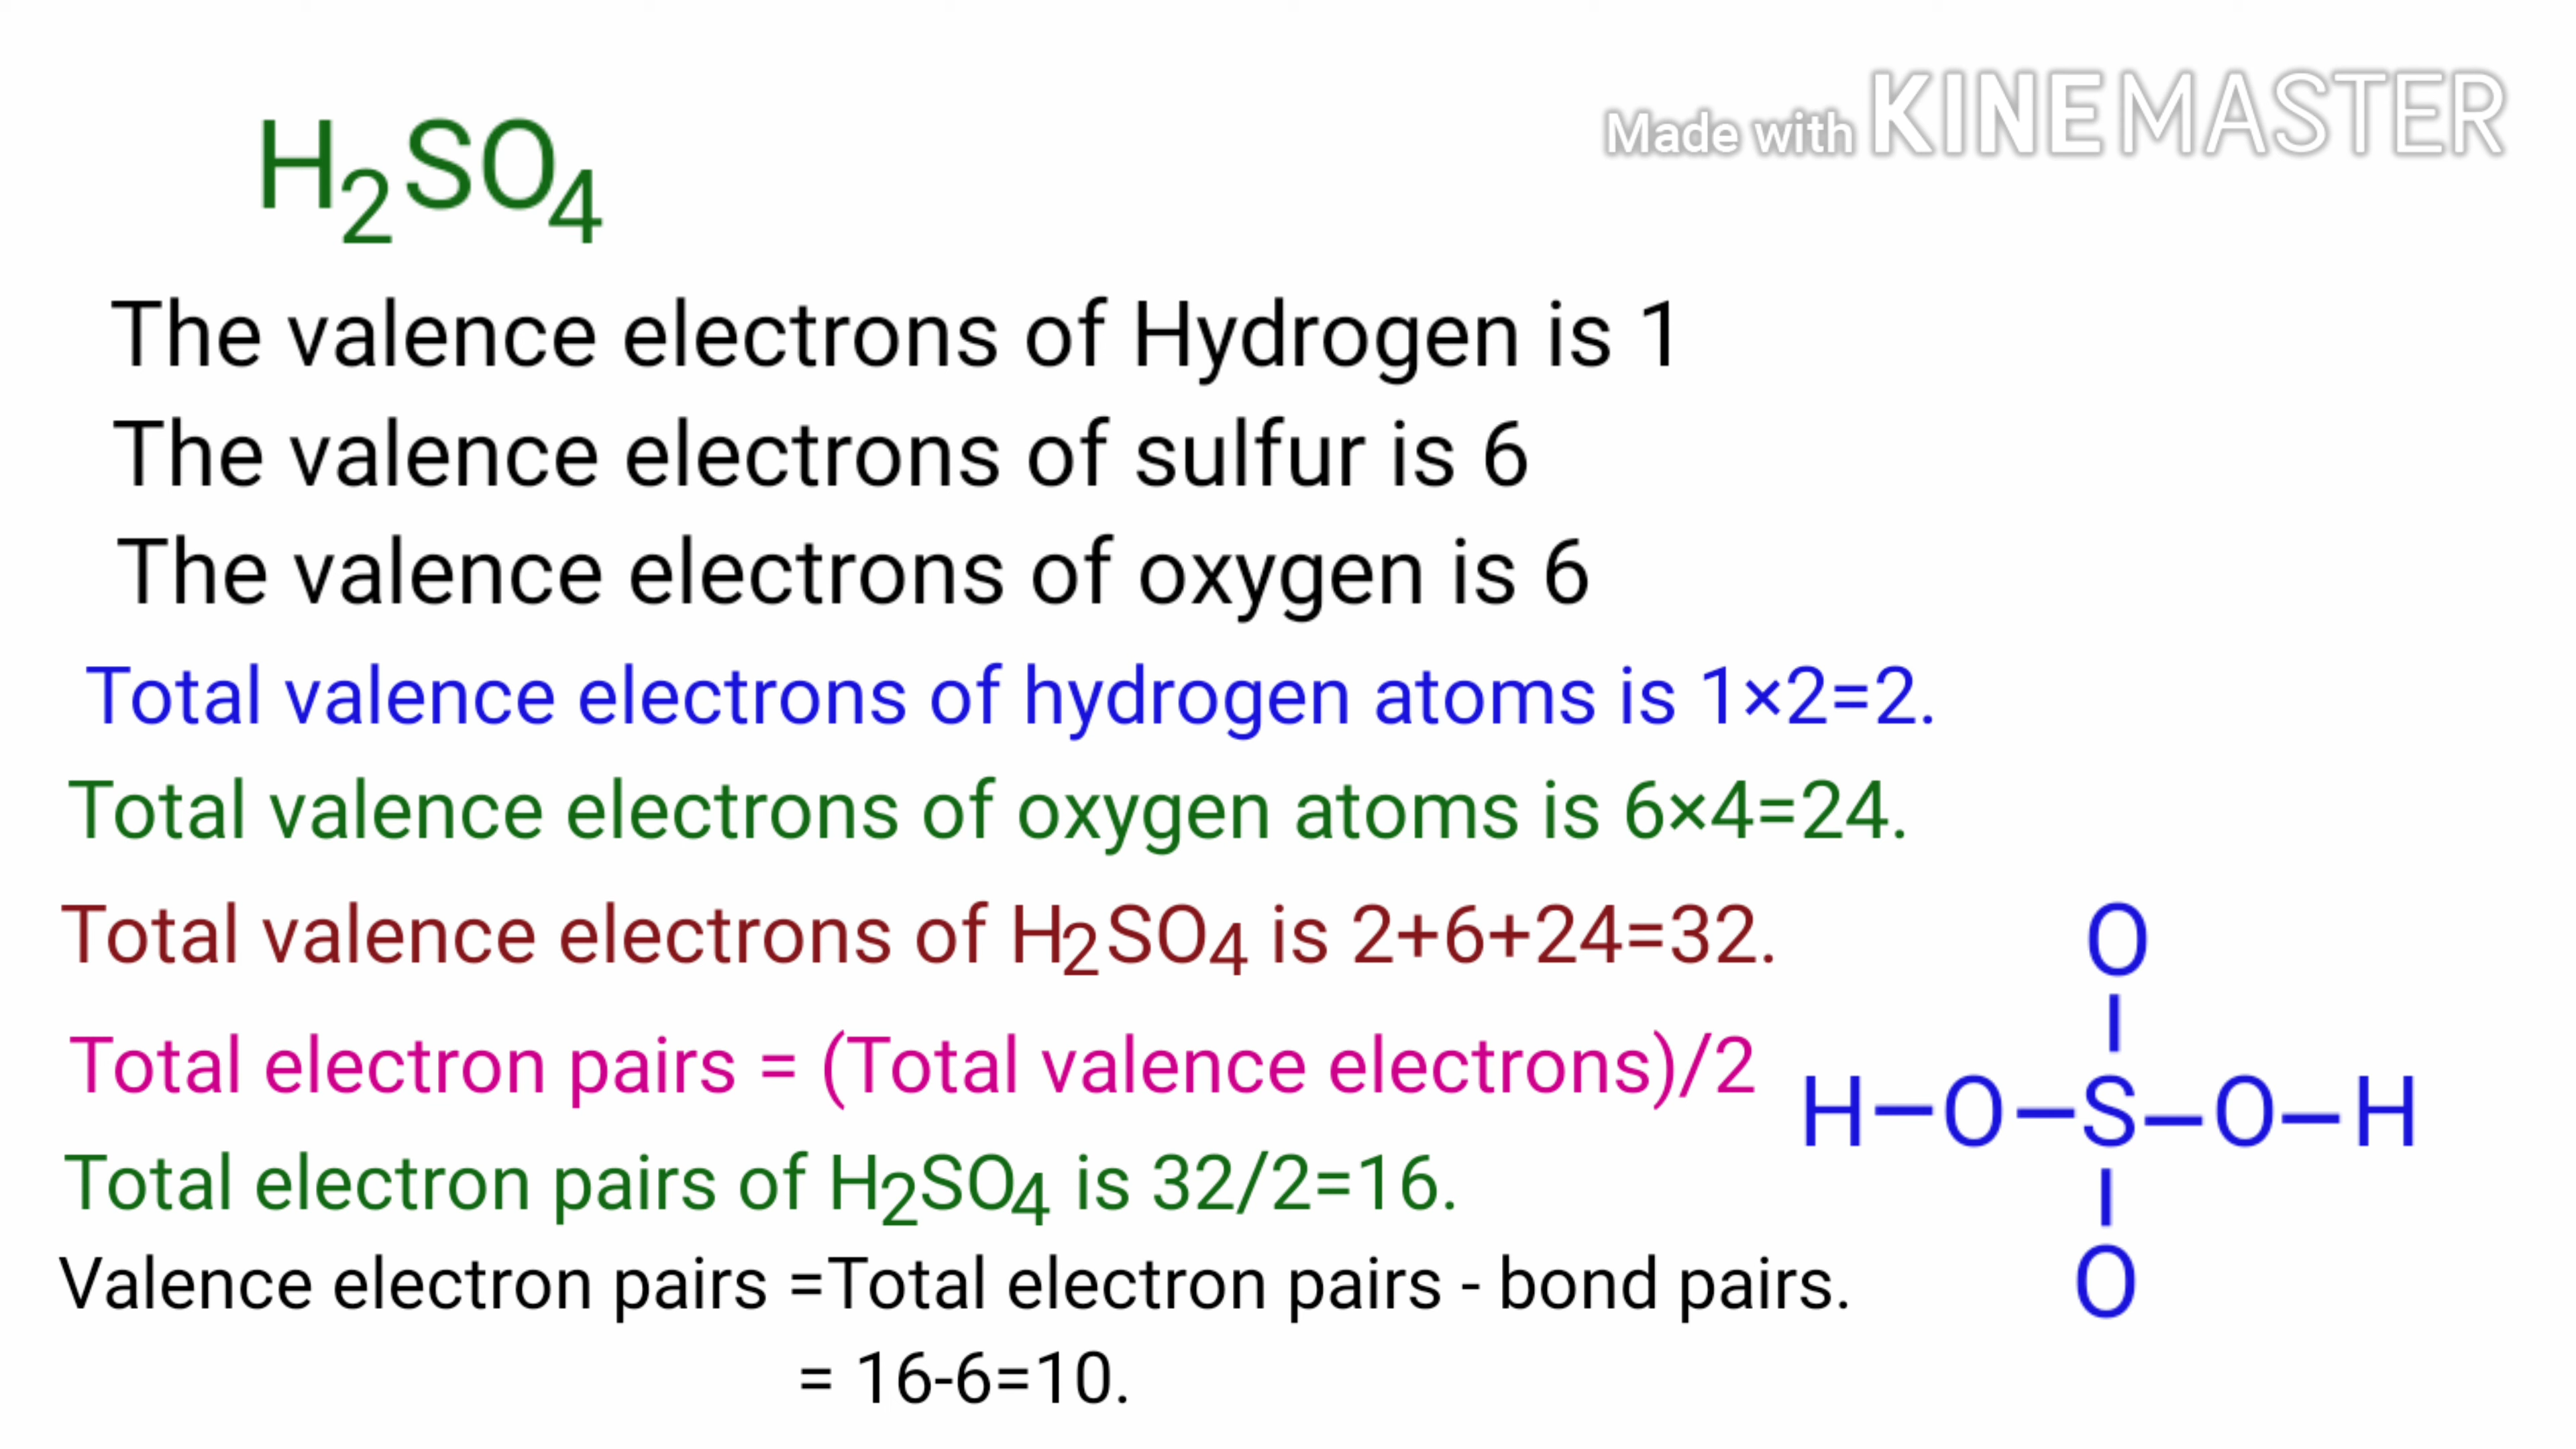 Made with KINEMASTER
H₂SO₄
The valence electrons of Hydrogen is 1
The valence electrons of sulfur is 6
The valence electrons of oxygen is 6
Total valence electrons of hydrogen atoms is 1×2=2.
Total valence electrons of oxygen atoms is 6×4=24.
Total valence electrons of H₂SO₄ is 2+6+24=32.
Total electron pairs = (Total valence electrons)/2
Total electron pairs of H₂SO₄ is 32/2=16.
Valence electron pairs =Total electron pairs - bond pairs.
= 16-6=10.
O
H–O–S–O–H
O